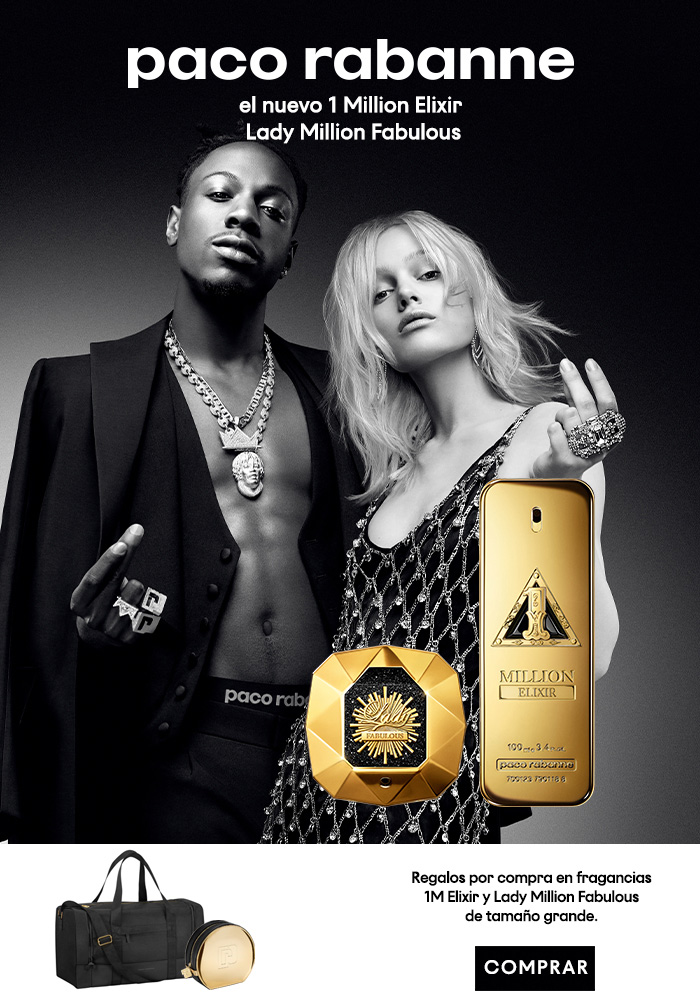 paco rabanne
el nuevo 1 Million Elixir
Lady Million Fabulous
paco rab
Lady
FABULOUS
1
MILLION
ELIXIR
paco rabanne
Regalos por compra en fragancias
1M Elixir y Lady Million Fabulous
de tamaño grande.
COMPRAR